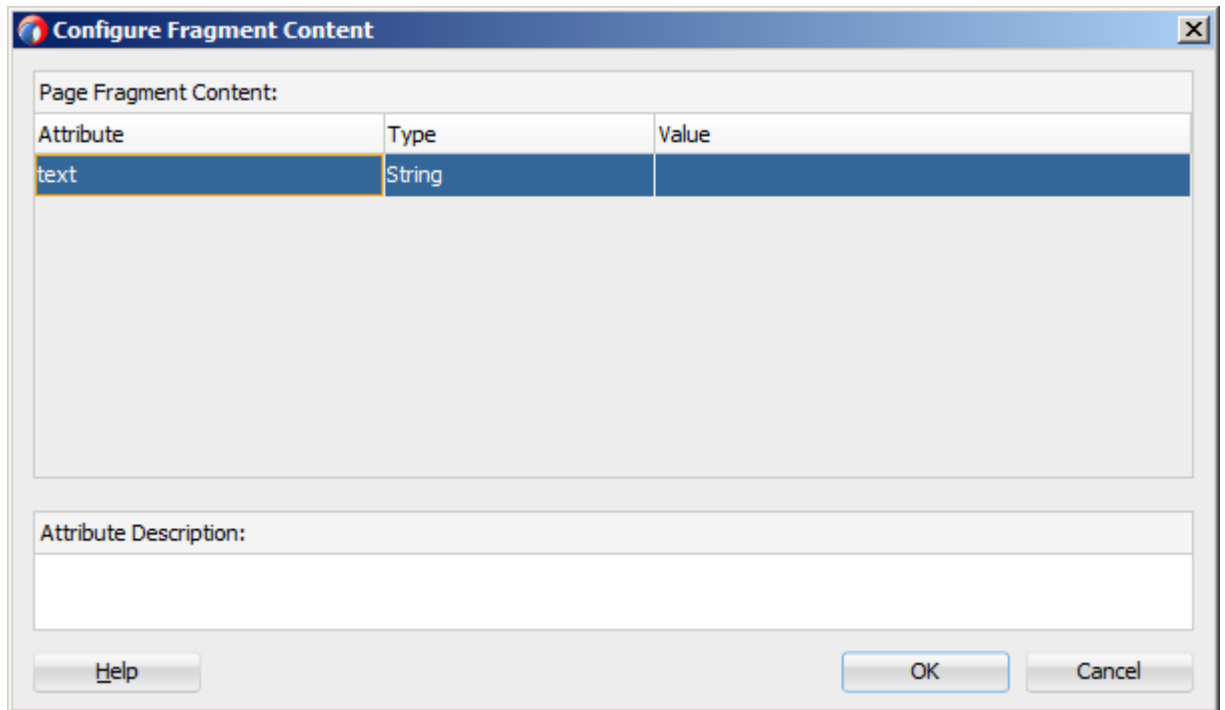 Configure Fragment Content
Page Fragment Content:
Attribute Type Value
text String
Attribute Description:
Help OK Cancel